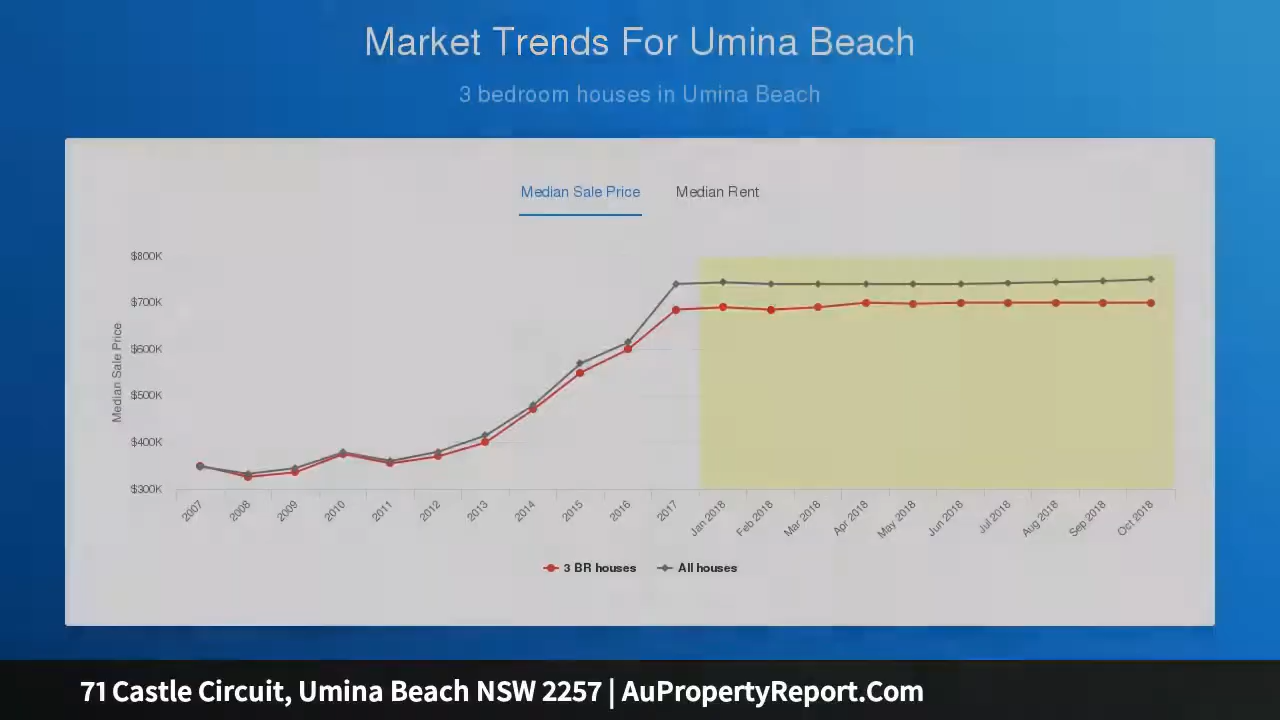 Market Trends For Umina Beach
3 bedroom houses in Umina Beach
Median Sale Price Median Rent
$800K
$700K
$600K
$500K
$400K
$300K
Median Sale Price
2007 2008 2009 2010 2011 2012 2013 2014 2015 2016 2017 Jan 2018 Feb 2018 Mar 2018 Apr 2018 May 2018 Jun 2018 Jul 2018 Aug 2018 Sep 2018 Oct 2018
3 BR houses All houses
71 Castle Circuit, Umina Beach NSW 2257 | AuPropertyReport.Com